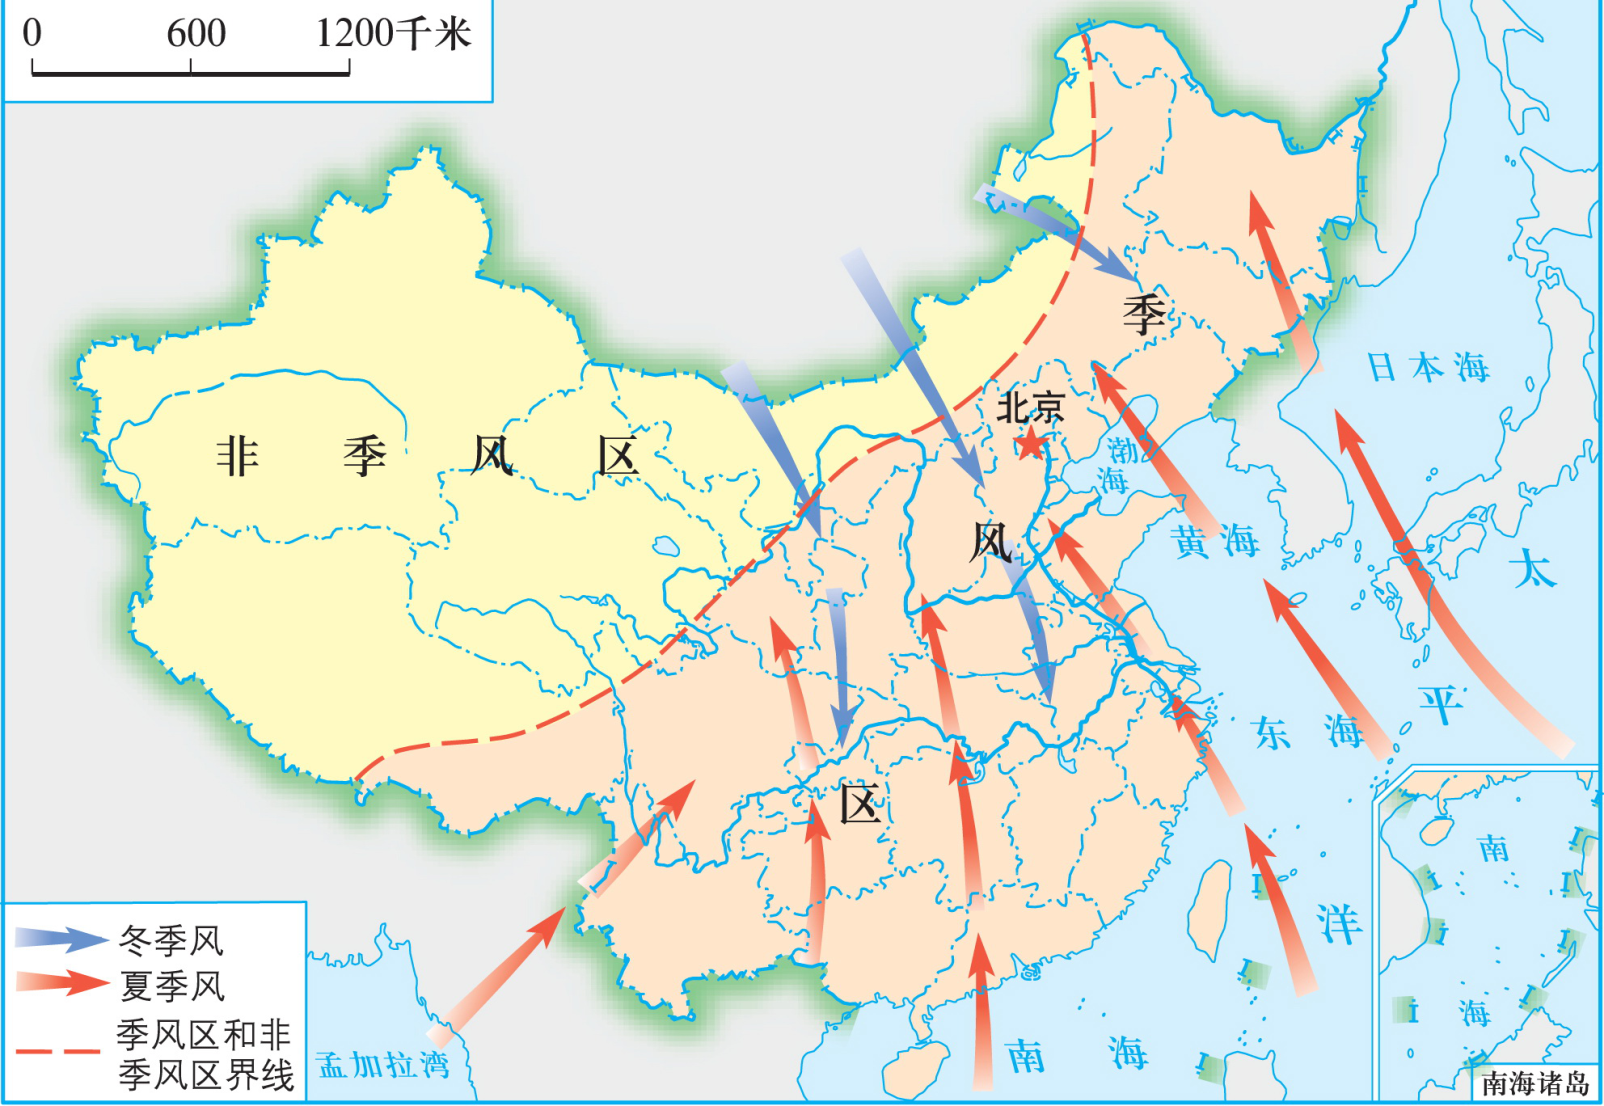 0 600 1200千米
日本海
季
北京
非季风区
渤海
风
黄海
太
平
东海
区
南
洋
海
南海诸岛
冬季风
夏季风
季风区和非
季风区界线
孟加拉湾
南海